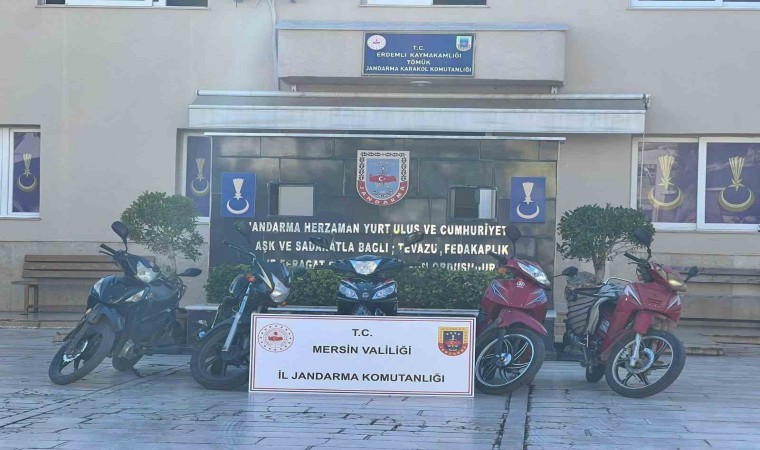 T.C.
ERDEMLİ KAYMAKAMLIĞI
TÖMÜK
JANDARMA KARAKOL KOMUTANLIĞI
JANDARMA
JANDARMA HERZAMAN YURT ULUS VE CUMHURİYET
AŞK VE SADAKATLA BAĞLI, TEVAZU, FEDAKARLIK
T.C.
MERSİN VALİLİĞİ
İL JANDARMA KOMUTANLIĞI